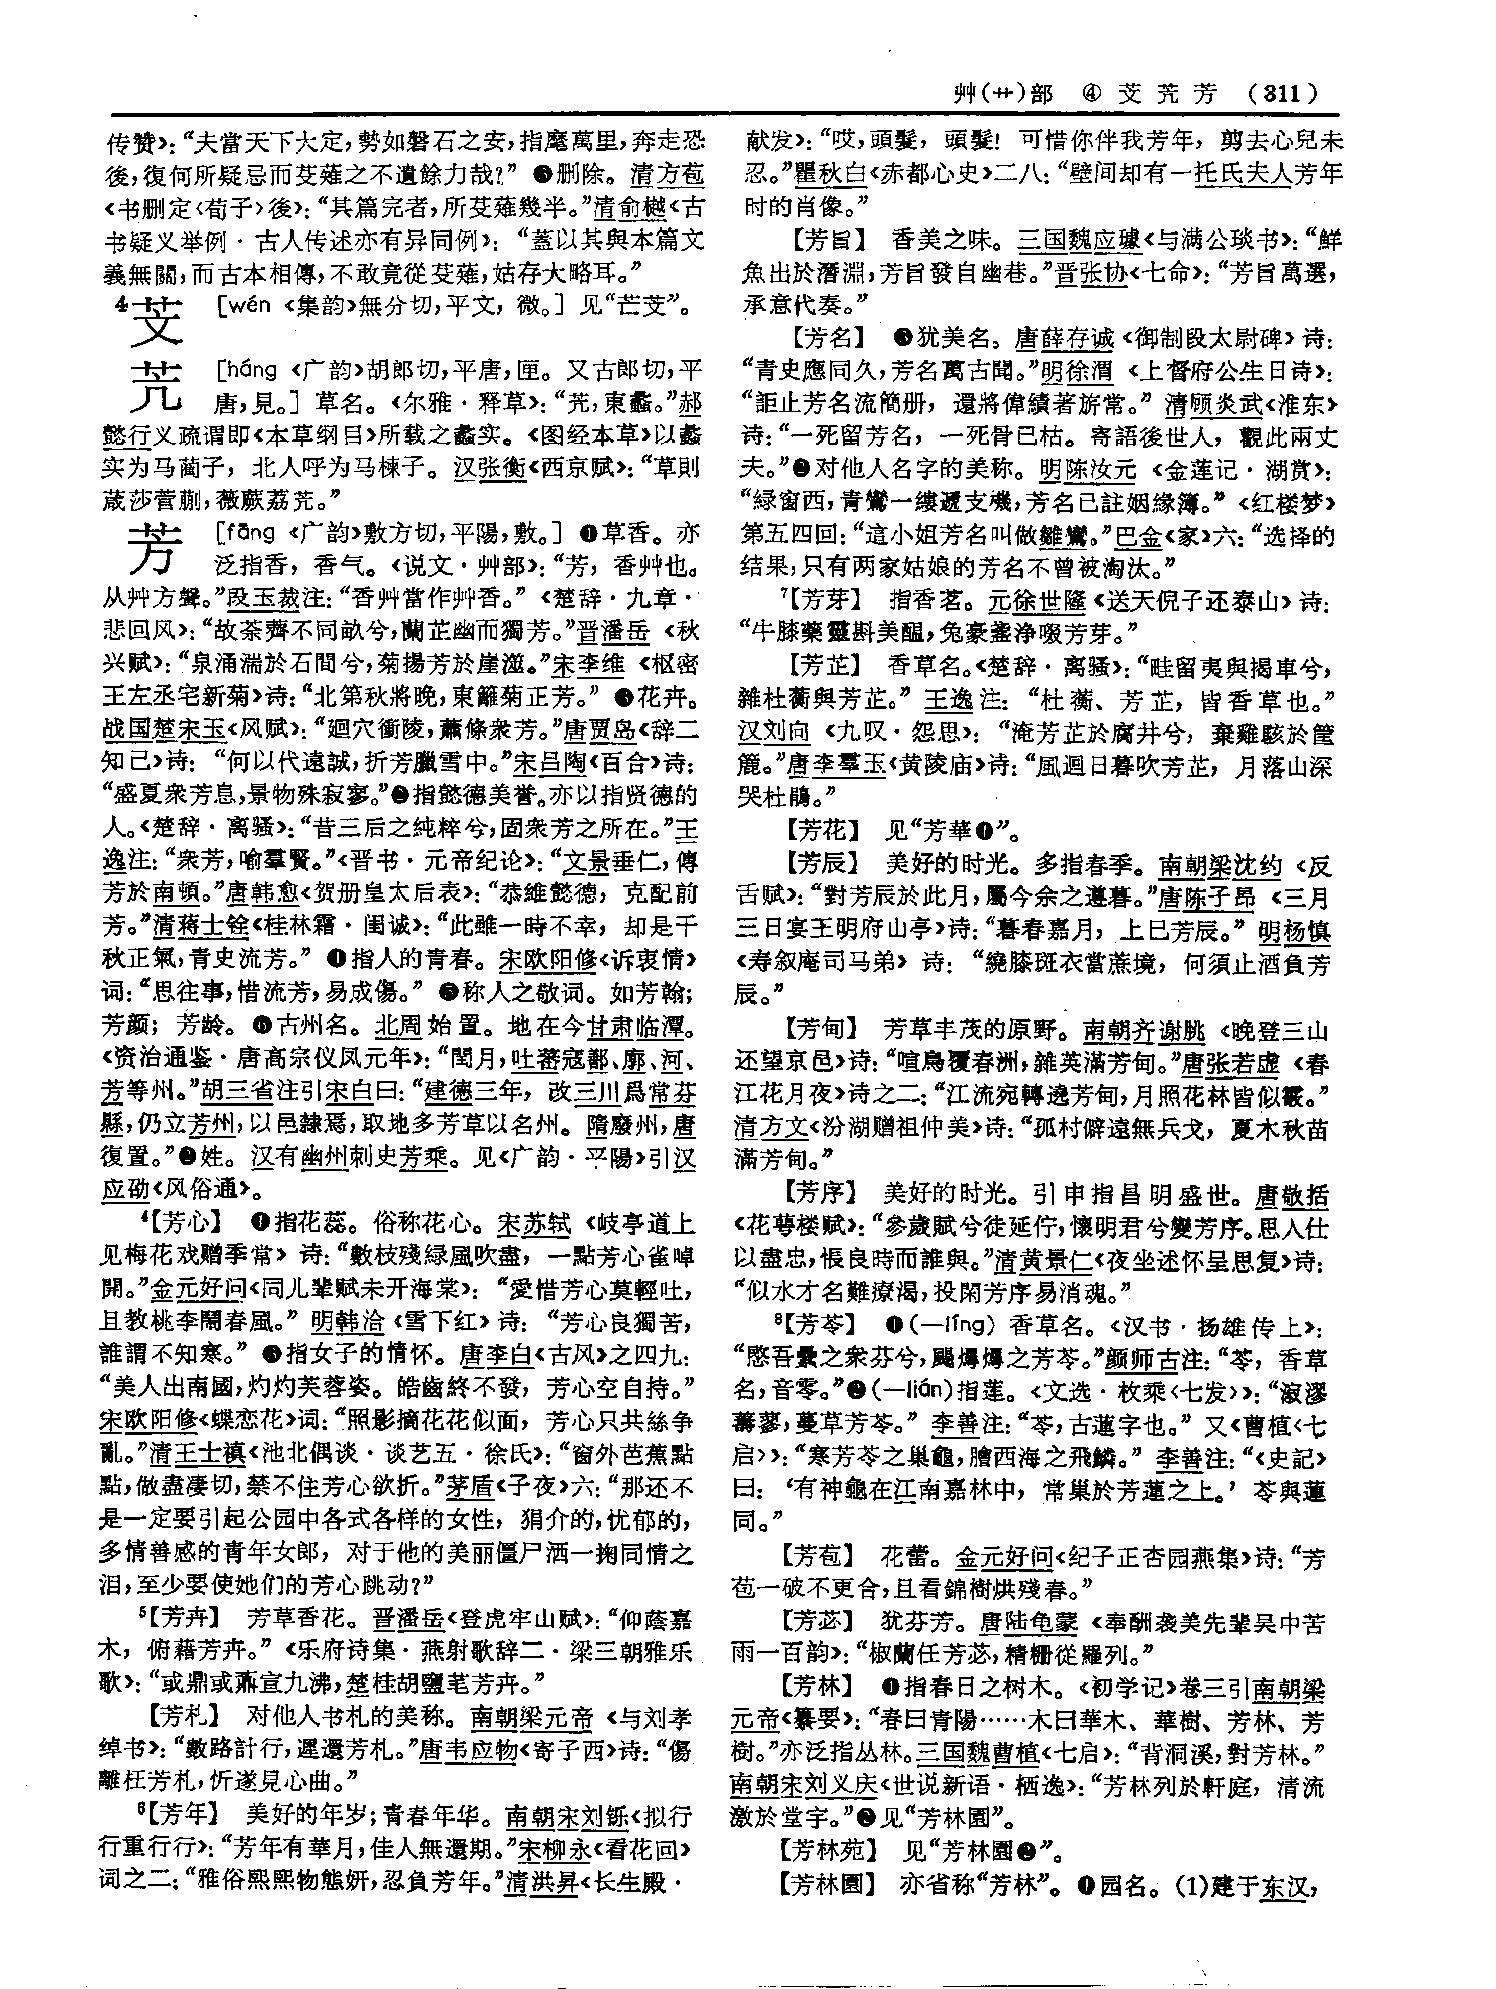 艸(艹)部 ④ 芠 苀 芳 (311)
传赞》：“夫當天下大定，勢如磐石之安，指麾萬里，奔走恐
後，復何所疑忌而芟薙之不遺餘力哉？” ❸删除。清方苞
《书删定〈荀子〉後》：“其篇完者，所芟薙幾半。”清俞樾《古
书疑义举例·古人传述亦有异同例》：“蓋以其與本篇文
義無關，而古本相傳，不敢竟從芟薙，姑存大略耳。”
4芠 [wén 《集韵》無分切，平文，微。] 见“芒芠”。
苀 [háng 《广韵》胡郎切，平唐，匣。又古郎切，平
唐，見。] 草名。《尔雅·释草》：“苀，東蠡。”郝
懿行义疏谓即《本草纲目》所载之蠡实。《图经本草》以蠡
实为马蔺子，北人呼为马楝子。汉张衡《西京赋》：“草則
葴莎菅蒯，薇蕨荔苀。”
芳 [fāng 《广韵》敷方切，平陽，敷。] ❶草香。亦
泛指香，香气。《说文·艸部》：“芳，香艸也。
从艸方聲。”段玉裁注：“香艸當作艸香。”《楚辞·九章·
悲回风》：“故荼薺不同畝兮，蘭芷幽而獨芳。”晋潘岳《秋
兴赋》：“泉涌湍於石間兮，菊揚芳於崖澨。”宋李维《枢密
王左丞宅新菊》诗：“北第秋將晚，東籬菊正芳。” ❷花卉。
战国楚宋玉《风赋》：“廻穴衝陵，蕭條衆芳。”唐贾岛《辞二
知己》诗：“何以代遠誠，折芳臘雪中。”宋吕陶《百合》诗：
“盛夏衆芳息，景物殊寂寥。”❸指懿德美誉。亦以指贤德的
人。《楚辞·离骚》：“昔三后之純粹兮，固衆芳之所在。”王
逸注：“衆芳，喻羣賢。”《晋书·元帝纪论》：“文景垂仁，傳
芳於南頓。”唐韩愈《贺册皇太后表》：“恭維懿德，克配前
芳。”清蒋士铨《桂林霜·闺诫》：“此雖一時不幸，却是千
秋正氣，青史流芳。” ❹指人的青春。宋欧阳修《诉衷情》
词：“思往事，惜流芳，易成傷。” ❺称人之敬词。如芳翰；
芳颜；芳龄。❻古州名。北周始置。地在今甘肃临潭。
《资治通鉴·唐高宗仪凤元年》：“閏月，吐蕃寇鄯、廓、河、
芳等州。”胡三省注引宋白曰：“建德三年，改三川爲常芬
縣，仍立芳州，以邑隸焉，取地多芳草以名州。隋廢州，唐
復置。”❼姓。汉有幽州刺史芳乘。见《广韵·平陽》引汉
应劭《风俗通》。
4【芳心】 ❶指花蕊。俗称花心。宋苏轼《岐亭道上
见梅花戏赠季常》诗：“數枝殘緑風吹盡，一點芳心雀啅
開。”金元好问《同儿辈赋未开海棠》：“愛惜芳心莫輕吐，
且教桃李鬧春風。” 明韩洽《雪下红》诗：“芳心良獨苦，
誰謂不知寒。” ❷指女子的情怀。唐李白《古风》之四九：
“美人出南國，灼灼芙蓉姿。皓齒終不發，芳心空自持。”
宋欧阳修《蝶恋花》词：“照影摘花花似面，芳心只共絲争
亂。”清王士禛《池北偶谈·谈艺五·徐氏》：“窗外芭蕉點
點，做盡凄切，禁不住芳心欲折。”茅盾《子夜》六：“那还不
是一定要引起公园中各式各样的女性，狷介的，忧郁的，
多情善感的青年女郎，对于他的美丽僵尸洒一掬同情之
泪，至少要使她们的芳心跳动？”
5【芳卉】 芳草香花。晋潘岳《登虎牢山赋》：“仰蔭嘉
木，俯藉芳卉。”《乐府诗集·燕射歌辞二·梁三朝雅乐
歌》：“或鼎或鼒宣九沸，楚桂胡鹽芼芳卉。”
【芳札】 对他人书札的美称。南朝梁元帝《与刘孝
绰书》：“數路計行，遲還芳札。”唐韦应物《寄子西》诗：“傷
離枉芳札，忻遂見心曲。”
6【芳年】 美好的年岁；青春年华。南朝宋刘铄《拟行
行重行行》：“芳年有華月，佳人無還期。”宋柳永《看花回》
词之二：“雅俗熙熙物態妍，忍負芳年。”清洪昇《长生殿·
献发》：“哎，頭髮，頭髮！可惜你伴我芳年，剪去心兒未
忍。”瞿秋白《赤都心史》二八：“壁间却有一托氏夫人芳年
时的肖像。”
【芳旨】 香美之味。三国魏应璩《与满公琰书》：“鮮
魚出於潛淵，芳旨發自幽巷。”晋张协《七命》：“芳旨萬選，
承意代奏。”
【芳名】 ❶犹美名。唐薛存诚《御制段太尉碑》诗：
“青史應同久，芳名萬古聞。”明徐渭《上督府公生日诗》：
“詎止芳名流簡册，還將偉績著旂常。” 清顾炎武《淮东》
诗：“一死留芳名，一死骨已枯。寄語後世人，觀此兩丈
夫。”❷对他人名字的美称。明陈汝元《金莲记·湖赏》：
“緑窗西，青鸞一縷遞支機，芳名已註姻緣簿。”《红楼梦》
第五四回：“這小姐芳名叫做雛鸞。”巴金《家》六：“选择的
结果，只有两家姑娘的芳名不曾被淘汰。”
7【芳芽】 指香茗。元徐世隆《送天倪子还泰山》诗：
“牛膝藥靈斟美醖，兔豪盞浄啜芳芽。”
【芳芷】 香草名。《楚辞·离骚》：“畦留夷與揭車兮，
雜杜蘅與芳芷。” 王逸注：“杜蘅、芳芷，皆香草也。”
汉刘向《九叹·怨思》：“淹芳芷於腐井兮，棄雞駭於筐
簏。”唐李羣玉《黄陵庙》诗：“風迴日暮吹芳芷，月落山深
哭杜鵑。”
【芳花】 见“芳華❶”。
【芳辰】 美好的时光。多指春季。南朝梁沈约《反
舌赋》：“對芳辰於此月，屬今余之遵暮。”唐陈子昂《三月
三日宴王明府山亭》诗：“暮春嘉月，上巳芳辰。” 明杨慎
《寿叙庵司马弟》诗：“繞膝斑衣當蔗境，何須止酒負芳
辰。”
【芳甸】 芳草丰茂的原野。南朝齐谢朓《晚登三山
还望京邑》诗：“喧鳥覆春洲，雜英滿芳甸。”唐张若虚《春
江花月夜》诗之二：“江流宛轉遶芳甸，月照花林皆似霰。”
清方文《汾湖赠祖仲美》诗：“孤村僻遠無兵戈，夏木秋苗
滿芳甸。”
【芳序】 美好的时光。引申指昌明盛世。唐敬括
《花萼楼赋》：“參歲賦兮徒延佇，懷明君兮變芳序。思人仕
以盡忠，悵良時而誰與。”清黄景仁《夜坐述怀呈思复》诗：
“似水才名難療渴，投閑芳序易消魂。”
8【芳苓】 ❶(—líng) 香草名。《汉书·扬雄传上》：
“愍吾纍之衆芬兮，颺爗爗之芳苓。”颜师古注：“苓，香草
名，音零。”❷(—lián)指莲。《文选·枚乘〈七发〉》：“漃漻
薵蓼，蔓草芳苓。” 李善注：“苓，古蓮字也。” 又《曹植〈七
启〉》：“寒芳苓之巢龜，膾西海之飛鱗。” 李善注：“《史記》
曰：‘有神龜在江南嘉林中，常巢於芳蓮之上。’ 苓與蓮
同。”
【芳苞】 花蕾。金元好问《纪子正杏园燕集》诗：“芳
苞一破不更合，且看錦樹烘殘春。”
【芳苾】 犹芬芳。唐陆龟蒙《奉酬袭美先辈吴中苦
雨一百韵》：“椒蘭任芳苾，精粣從羅列。”
【芳林】 ❶指春日之树木。《初学记》卷三引南朝梁
元帝《纂要》：“春曰青陽……木曰華木、華樹、芳林、芳
樹。”亦泛指丛林。三国魏曹植《七启》：“背洞溪，對芳林。”
南朝宋刘义庆《世说新语·栖逸》：“芳林列於軒庭，清流
激於堂宇。”❷见“芳林園”。
【芳林苑】 见“芳林園❷”。
【芳林園】 亦省称“芳林”。❶园名。(1)建于东汉，